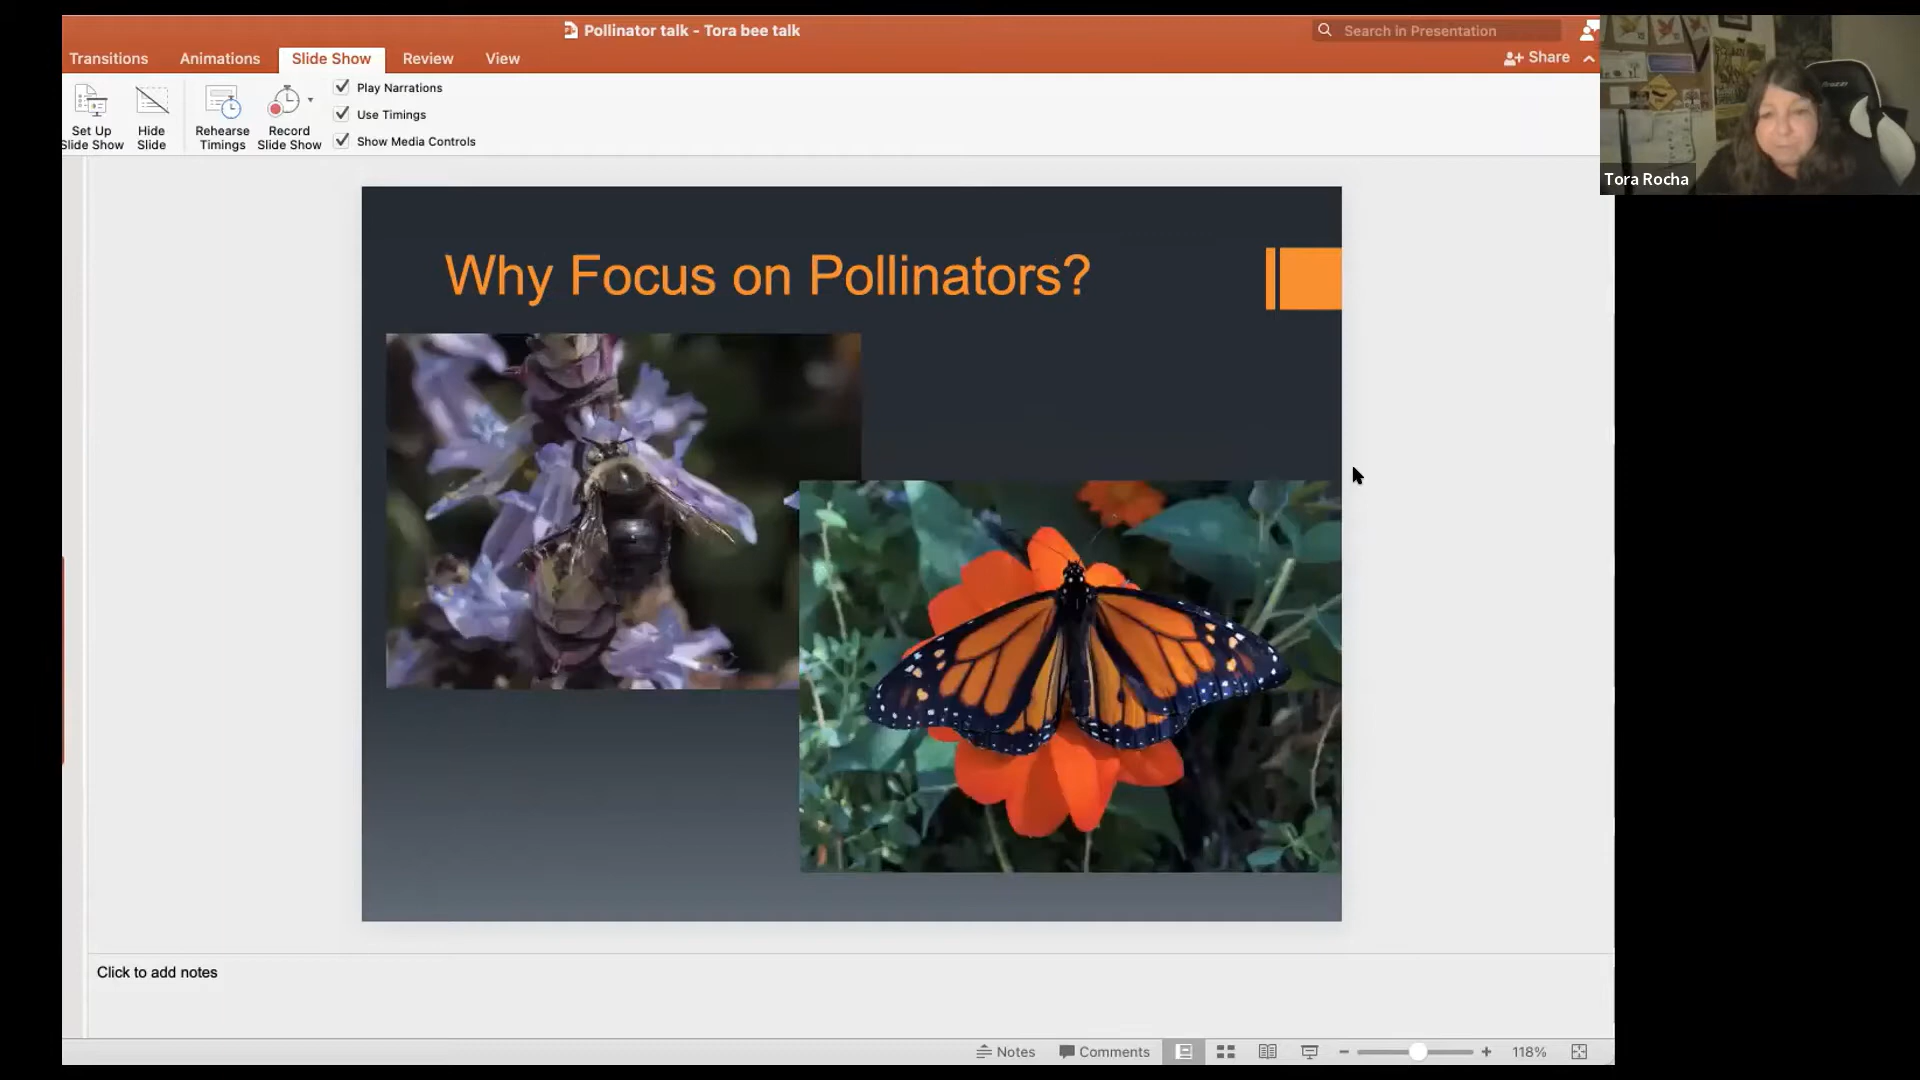 Pollinator talk - Tora bee talk
Search in Presentation
Transitions Animations Slide Show Review View
Share
Set Up Slide Show
Hide Slide
Rehearse Timings
Record Slide Show
Play Narrations
Use Timings
Show Media Controls
Tora Rocha
Why Focus on Pollinators?
Click to add notes
Notes Comments 118%